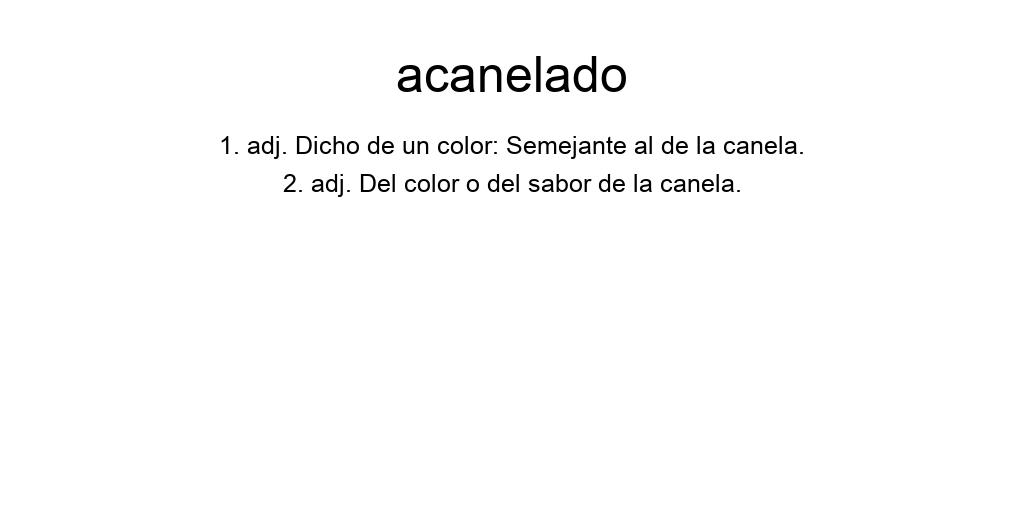 acanelado
1. adj. Dicho de un color: Semejante al de la canela.
2. adj. Del color o del sabor de la canela.